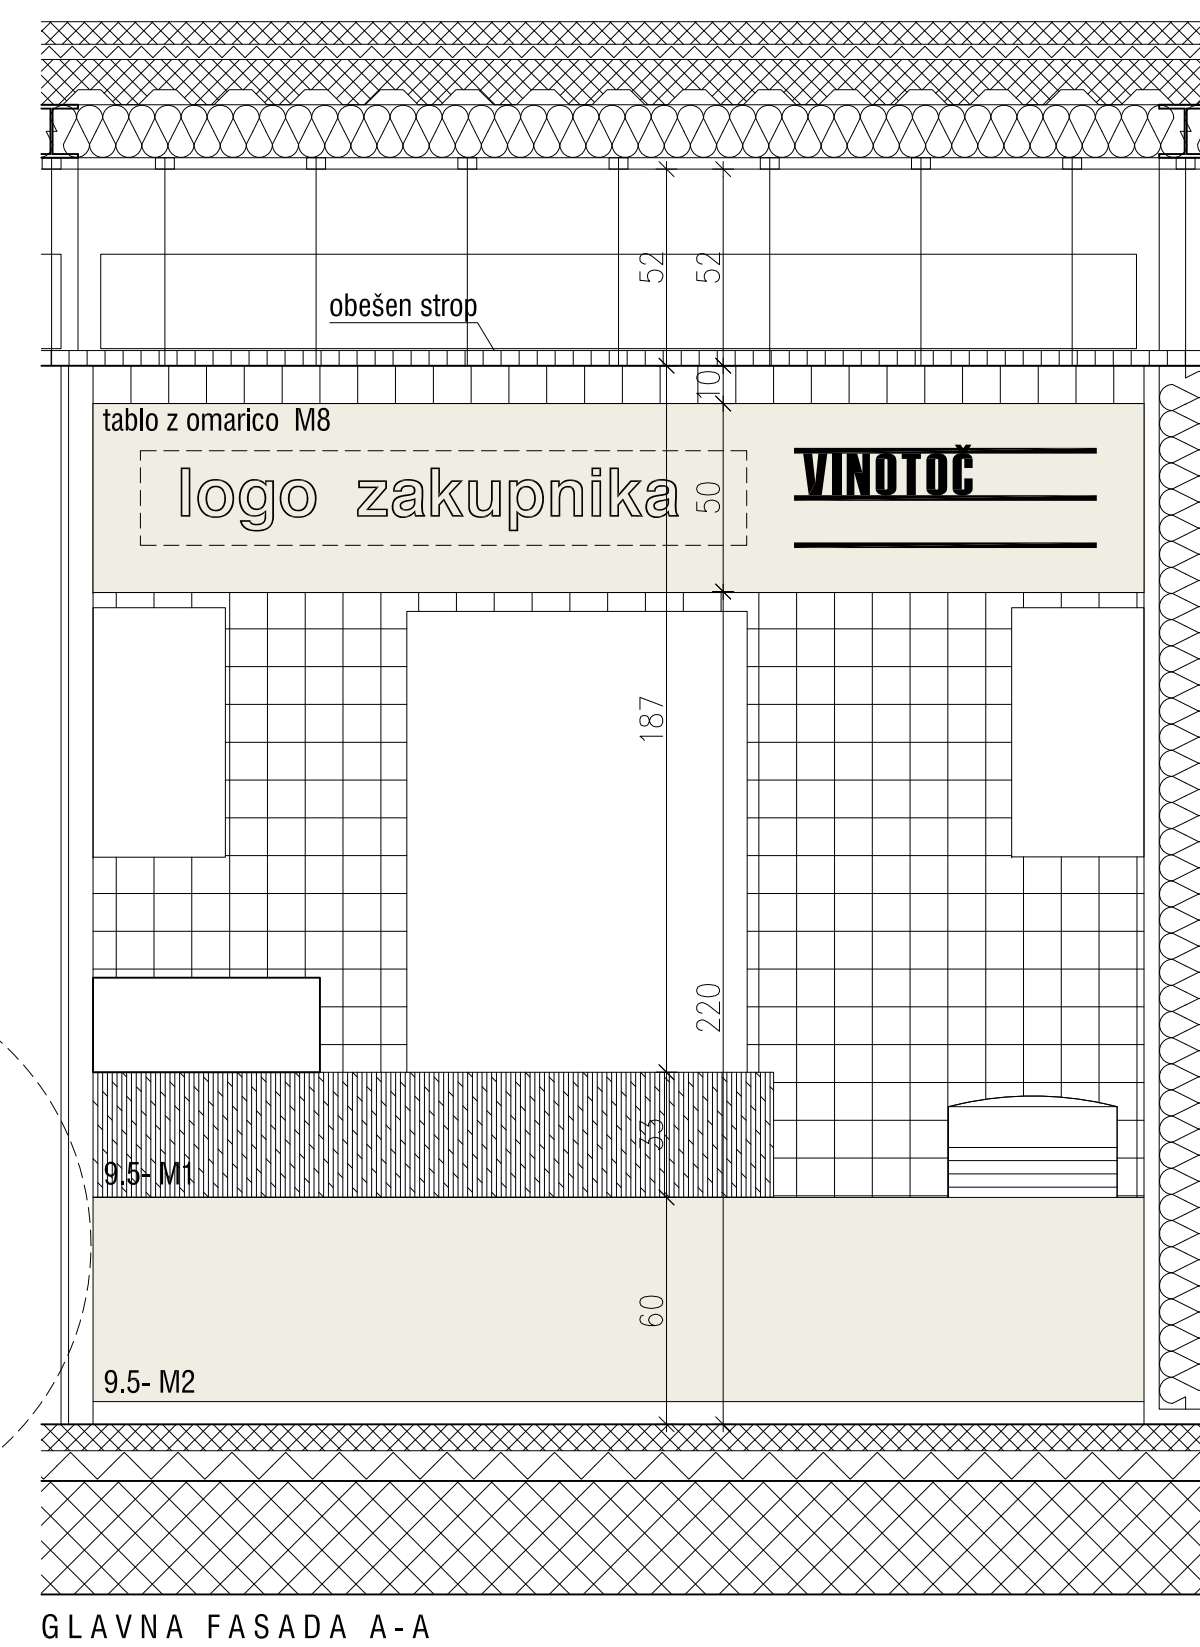 52
52
obešen strop
10
tablo z omarico M8
logo zakupnika
50
VINOTOČ
187
220
33
9.5- M1
60
9.5- M2
GLAVNA FASADA A-A